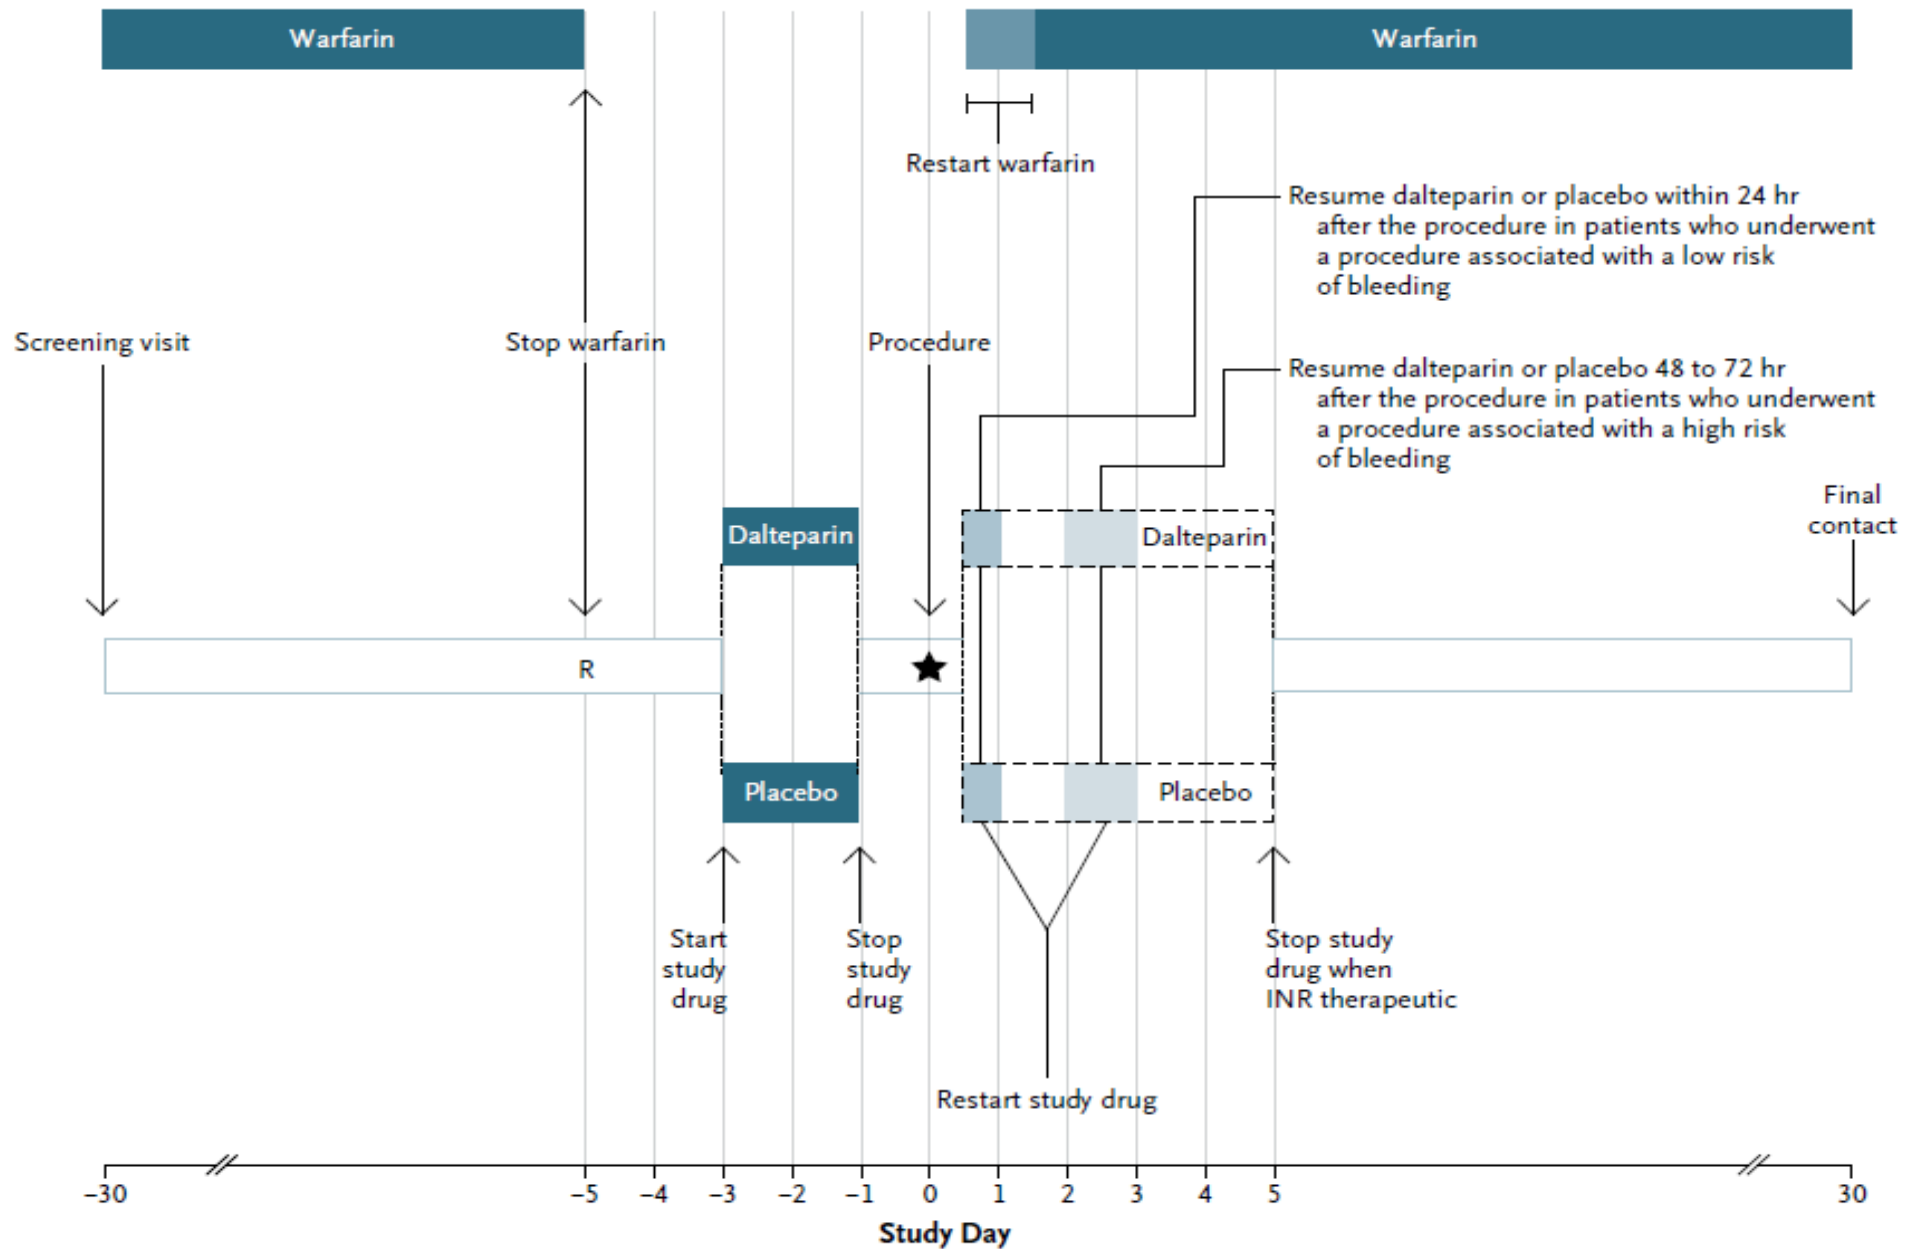 Warfarin
Warfarin
Restart warfarin
Resume dalteparin or placebo within 24 hr
after the procedure in patients who underwent
a procedure associated with a low risk
of bleeding
Screening visit
Stop warfarin
Procedure
Resume dalteparin or placebo 48 to 72 hr
after the procedure in patients who underwent
a procedure associated with a high risk
of bleeding
Final
contact
Dalteparin
Dalteparin
R
Placebo
Placebo
Start
study
drug
Stop
study
drug
Stop study
drug when
INR therapeutic
Restart study drug
−30 −5 −4 −3 −2 −1 0 1 2 3 4 5 30
Study Day